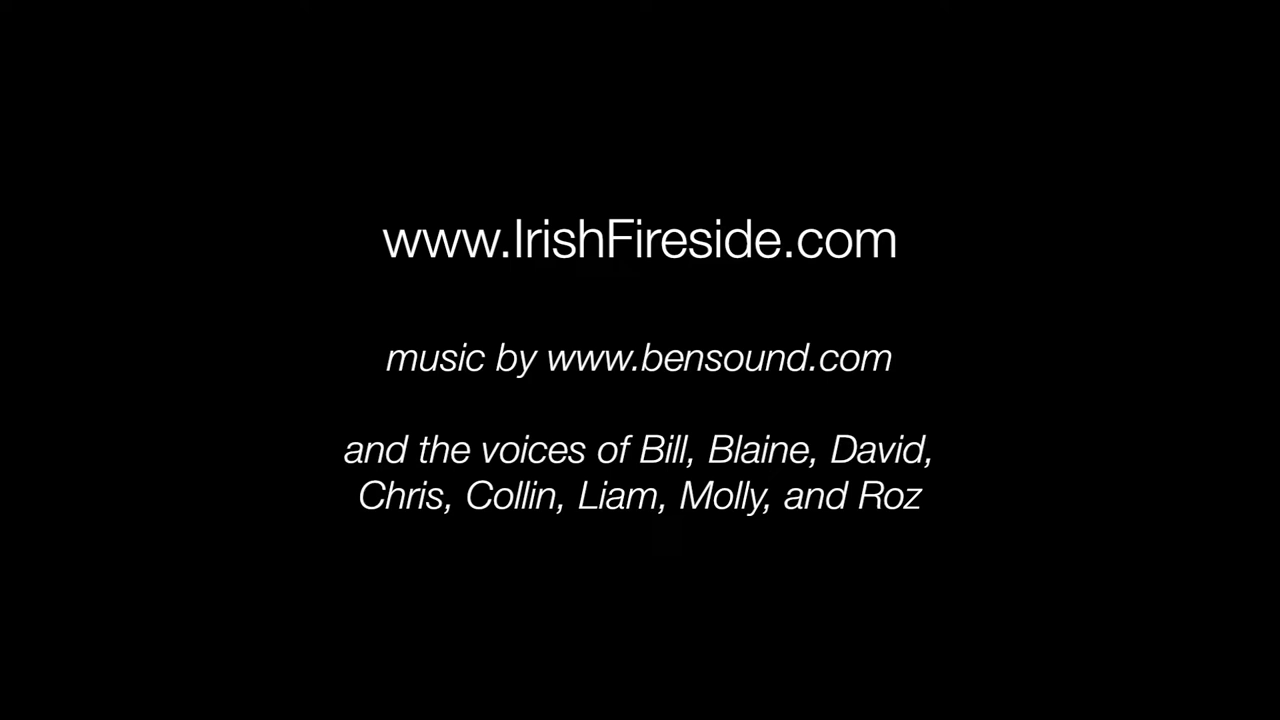 www.IrishFireside.com
music by www.bensound.com
and the voices of Bill, Blaine, David,
Chris, Collin, Liam, Molly, and Roz